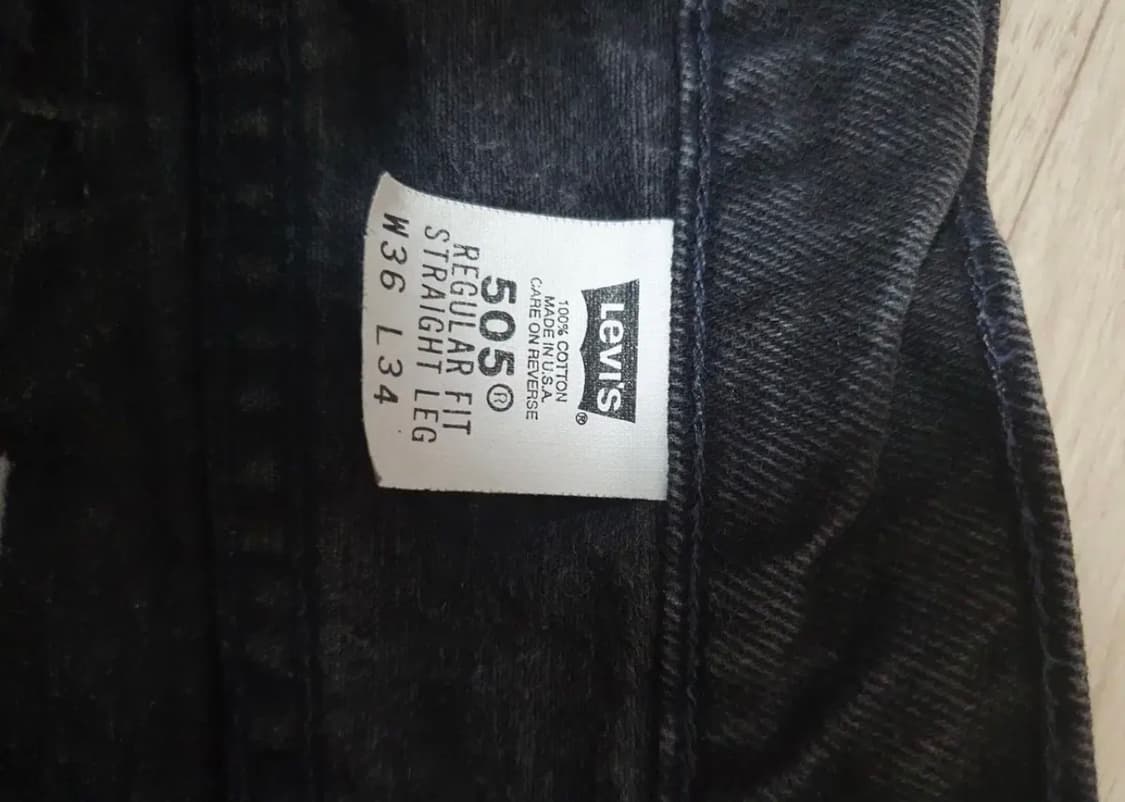 Levi's®
100% COTTON
MADE IN U.S.A.
CARE ON REVERSE
505®
REGULAR FIT
STRAIGHT LEG
W36 L34